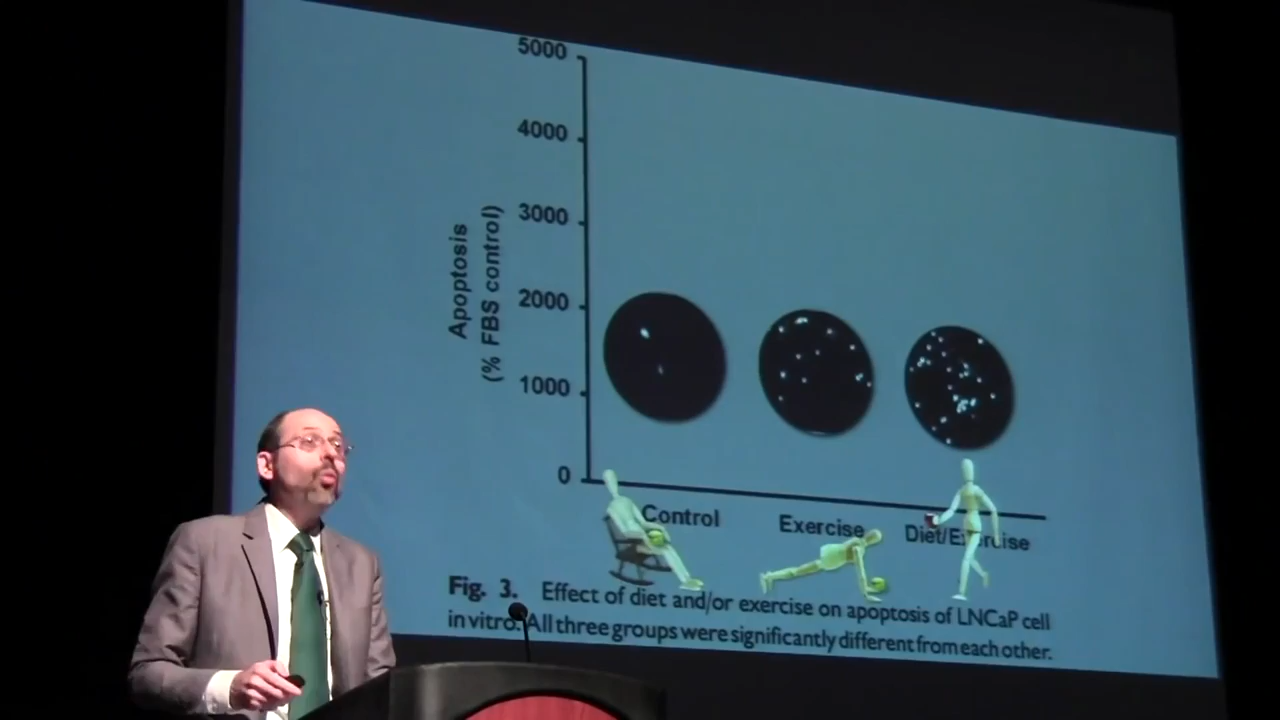 5000
4000
3000
2000
1000
0
Apoptosis
(% FBS control)
Control
Exercise
Diet/Exercise
Fig. 3. Effect of diet and/or exercise on apoptosis of LNCaP cell
in vitro. All three groups were significantly different from each other.